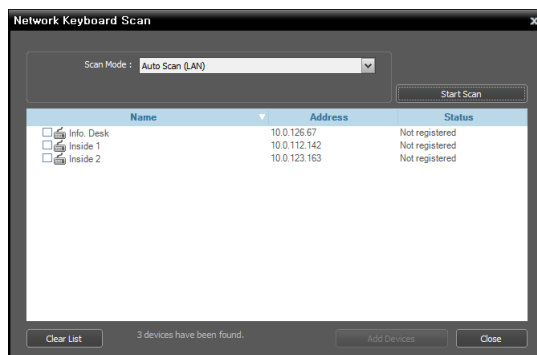 Network Keyboard Scan x
Scan Mode : Auto Scan (LAN)
Start Scan
Name Address Status
Info. Desk 10.0.126.67 Not registered
Inside 1 10.0.112.142 Not registered
Inside 2 10.0.123.163 Not registered
Clear List 3 devices have been found. Add Devices Close